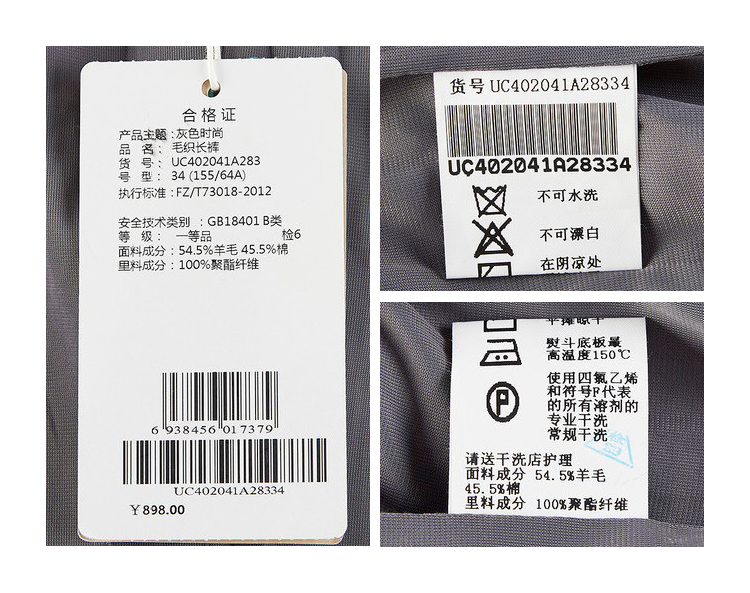 合格证
产品主题：灰色时尚
品 名： 毛织长裤
货 号： UC402041A283
号 型： 34 (155/64A)
执行标准：FZ/T73018-2012
安全技术类别：GB18401 B类
等 级： 一等品 检6
面料成分：54.5%羊毛 45.5%棉
里料成分：100%聚酯纤维
6 938456 017379
UC402041A28334
￥898.00
货号 UC402041A28334
UC402041A28334
不可水洗
不可漂白
在阴凉处
平摊晾干
熨斗底板最
高温度150℃
P
使用四氯乙烯
和符号F代表
的所有溶剂的
专业干洗
常规干洗
请送干洗店护理
面料成分 54.5%羊毛
45.5%棉
里料成分 100%聚酯纤维